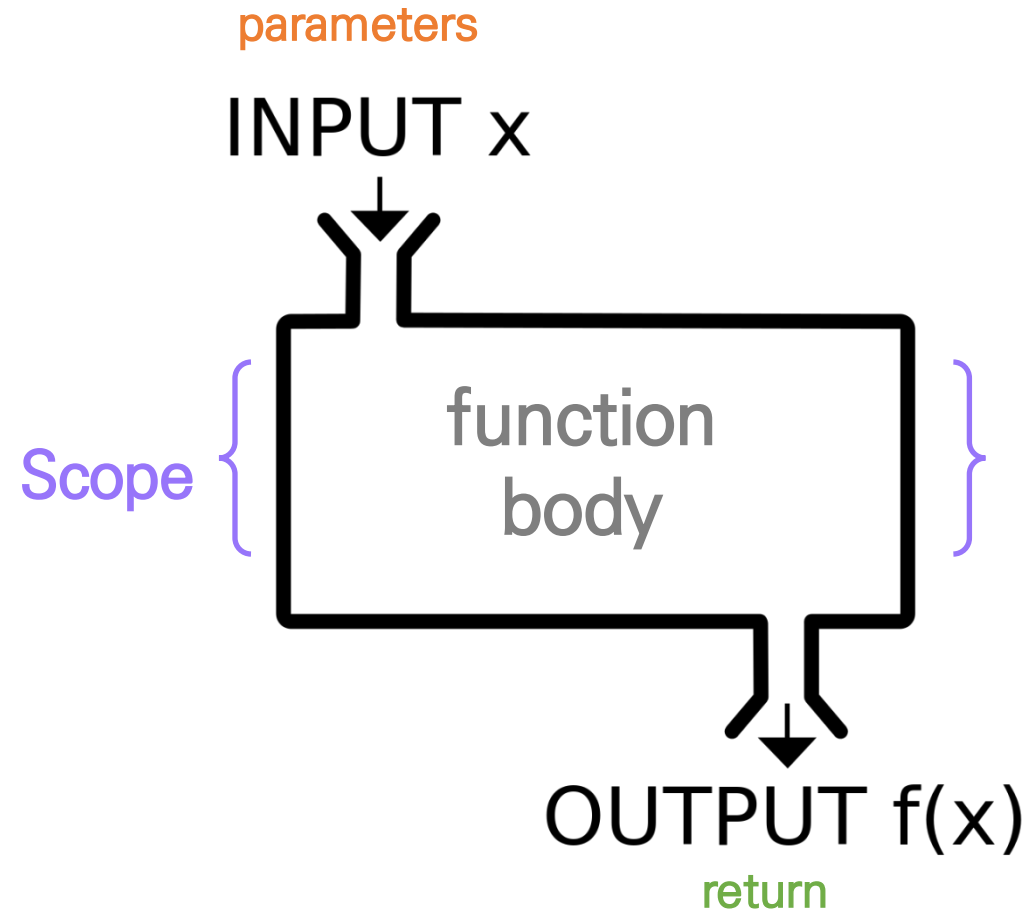 parameters
INPUT x
function
body
Scope
OUTPUT f(x)
return